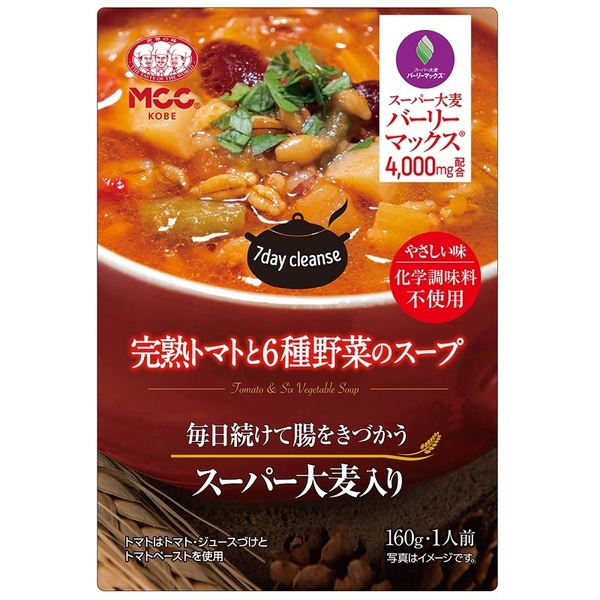 世界の味
THE TASTE OF THE WORLD
MCC®
KOBE
スーパー大麦
バーリーマックス®
スーパー大麦
バーリー
マックス®
4,000mg配合
7day cleanse
やさしい味
化学調味料
不使用
完熟トマトと6種野菜のスープ
Tomato & Six Vegetable Soup
毎日続けて腸をきづかう
スーパー大麦入り
トマトはトマト・ジュースづけと
トマトペーストを使用
160g・1人前
写真はイメージです。